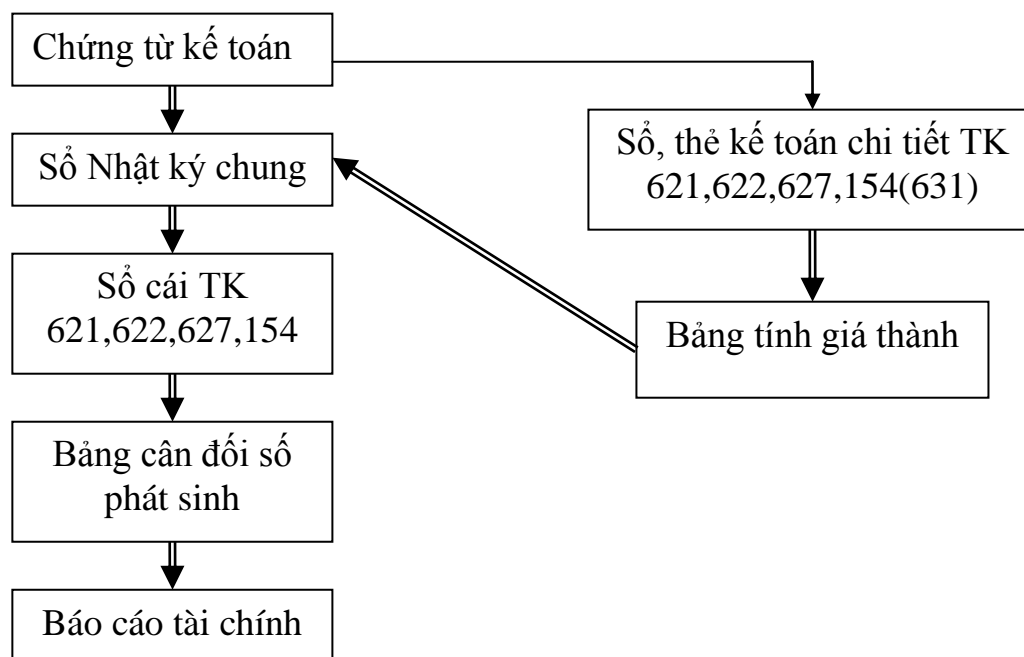 Chứng từ kế toán
Sổ Nhật ký chung
Sổ cái TK
621,622,627,154
Bảng cân đối số
phát sinh
Báo cáo tài chính
Sổ, thẻ kế toán chi tiết TK
621,622,627,154(631)
Bảng tính giá thành